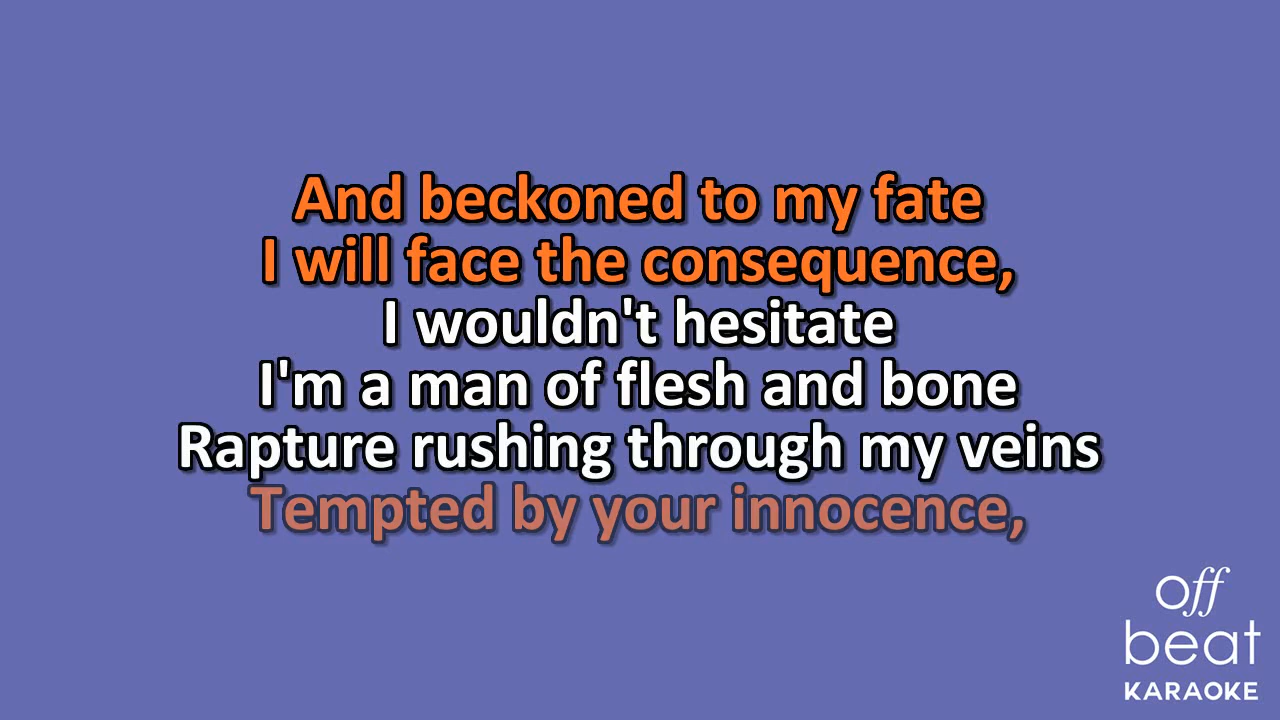 And beckoned to my fate
I will face the consequence,
I wouldn't hesitate
I'm a man of flesh and bone
Rapture rushing through my veins
Tempted by your innocence,
off
beat
KARAOKE